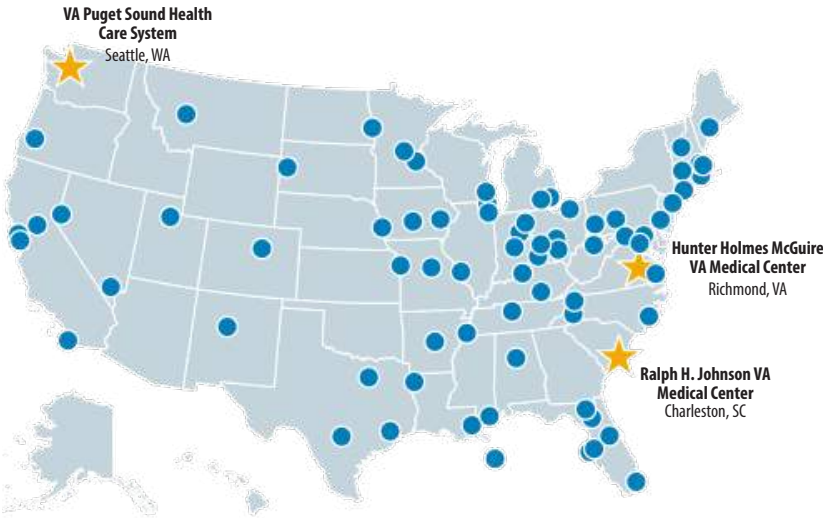 VA Puget Sound Health
Care System
Seattle, WA
Hunter Holmes McGuire
VA Medical Center
Richmond, VA
Ralph H. Johnson VA
Medical Center
Charleston, SC